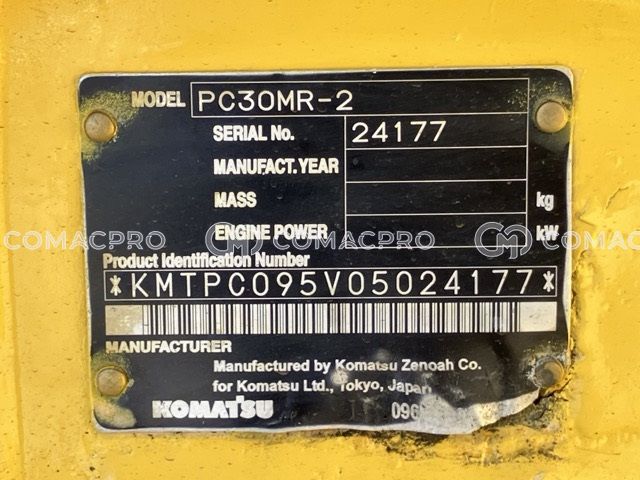 MODEL PC30MR-2
SERIAL No. 24177
MANUFACT. YEAR
MASS kg
ENGINE POWER kW
COMACPRO COMACPRO
Product Identification Number
*KMTPC095V05024177*
MANUFACTURER
Manufactured by Komatsu Zenoah Co.
for Komatsu Ltd., Tokyo, Japan
KOMATSU 096